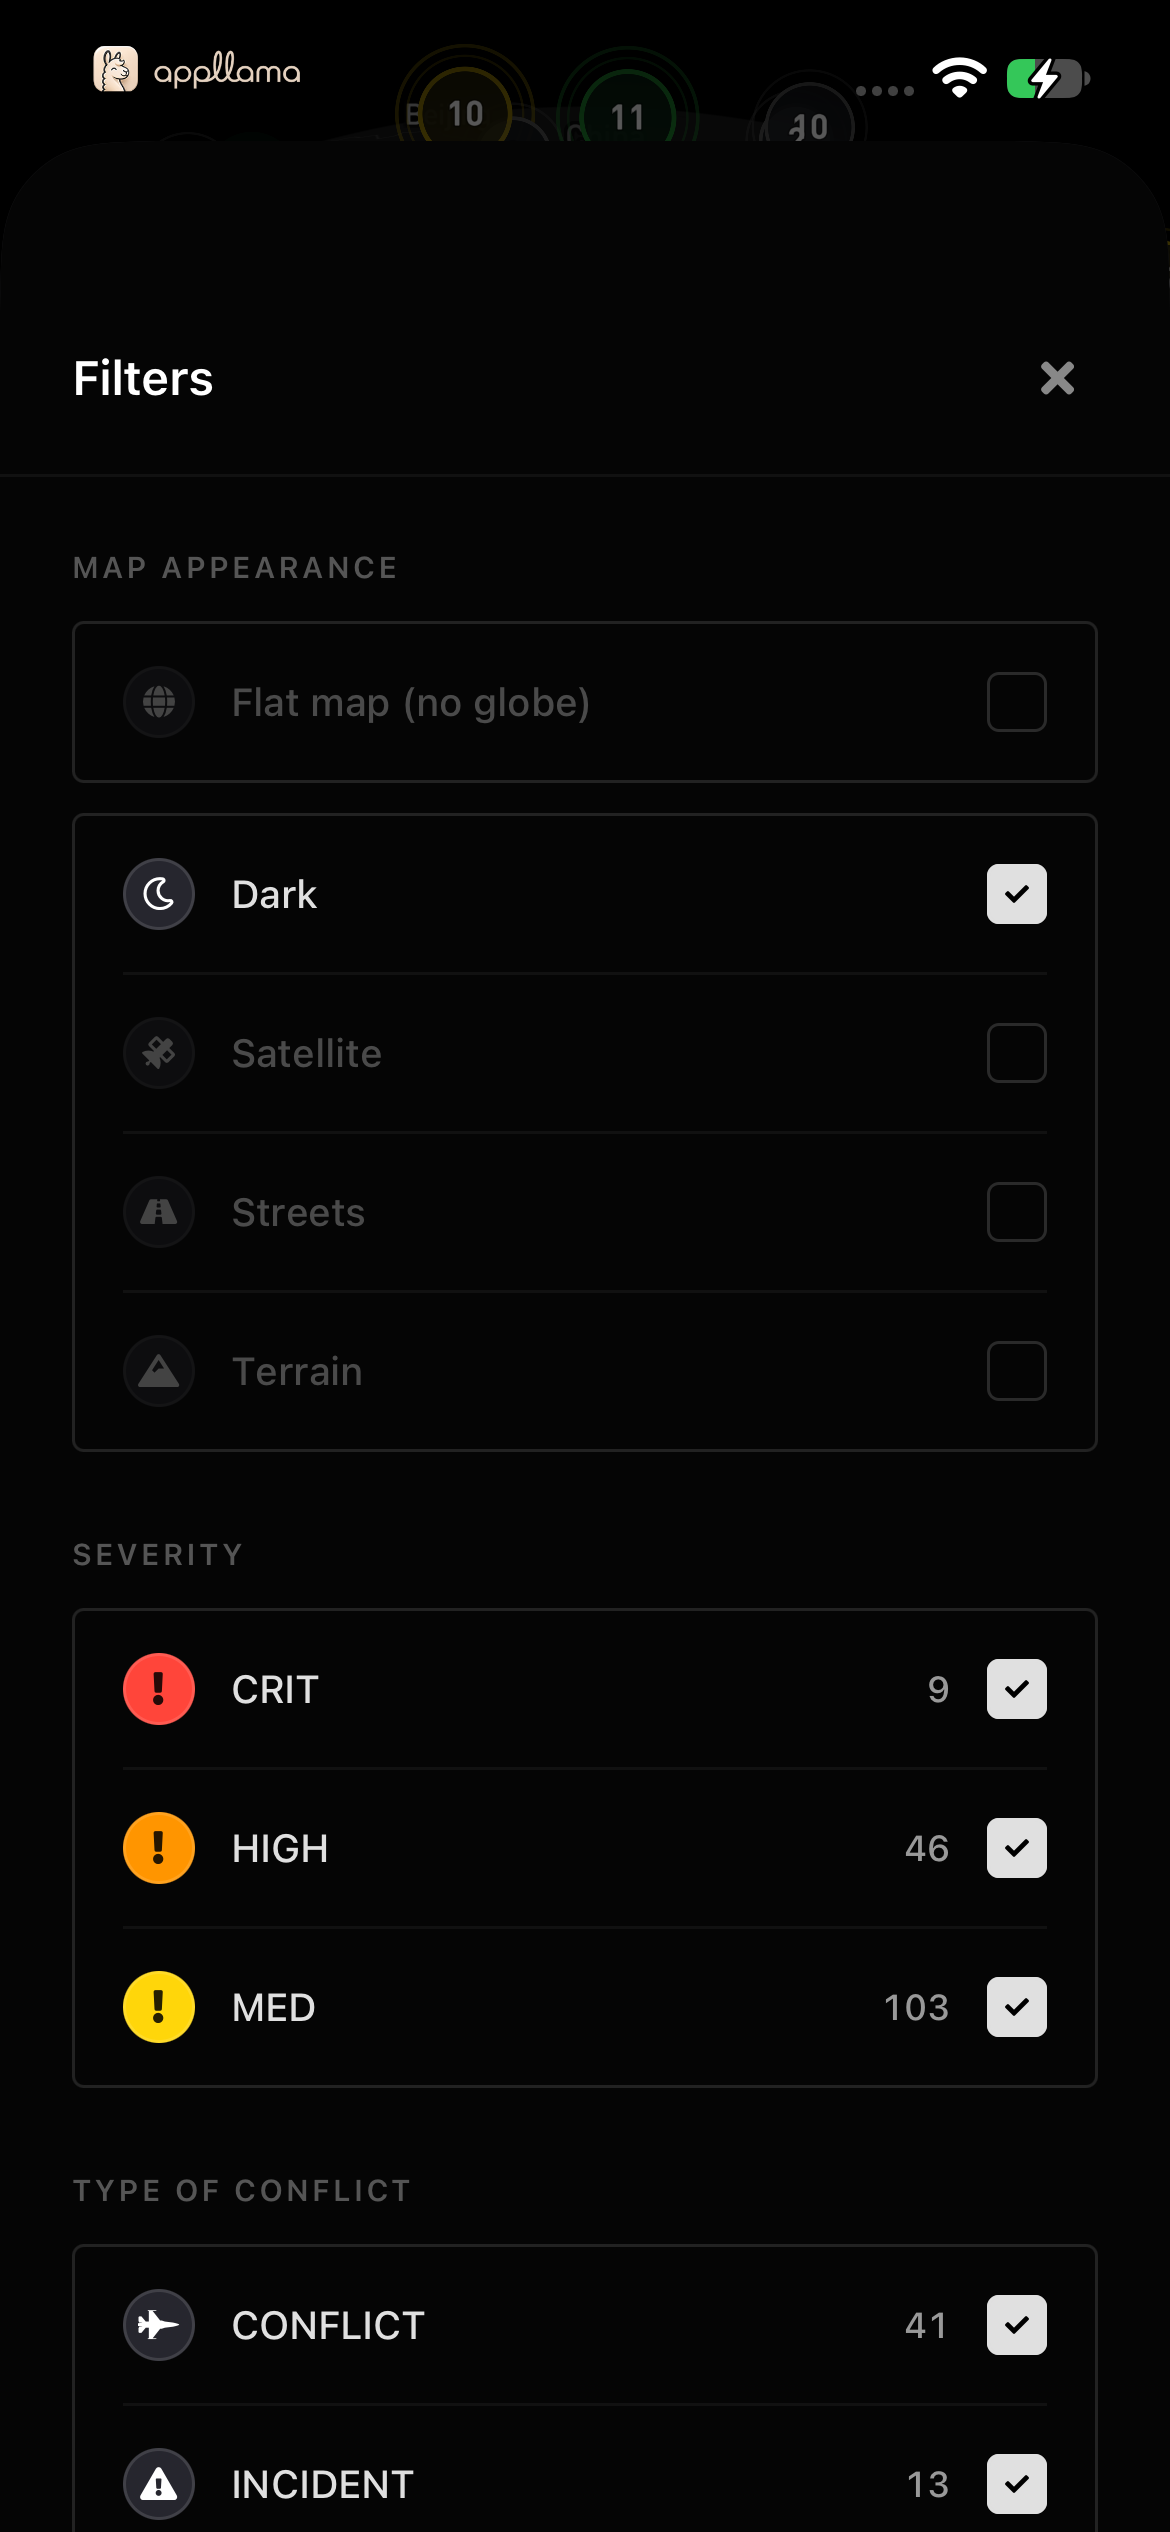 appllama
10
11
10
Filters
MAP APPEARANCE
Flat map (no globe)
Dark
Satellite
Streets
Terrain
SEVERITY
CRIT
9
HIGH
46
MED
103
TYPE OF CONFLICT
CONFLICT
41
INCIDENT
13